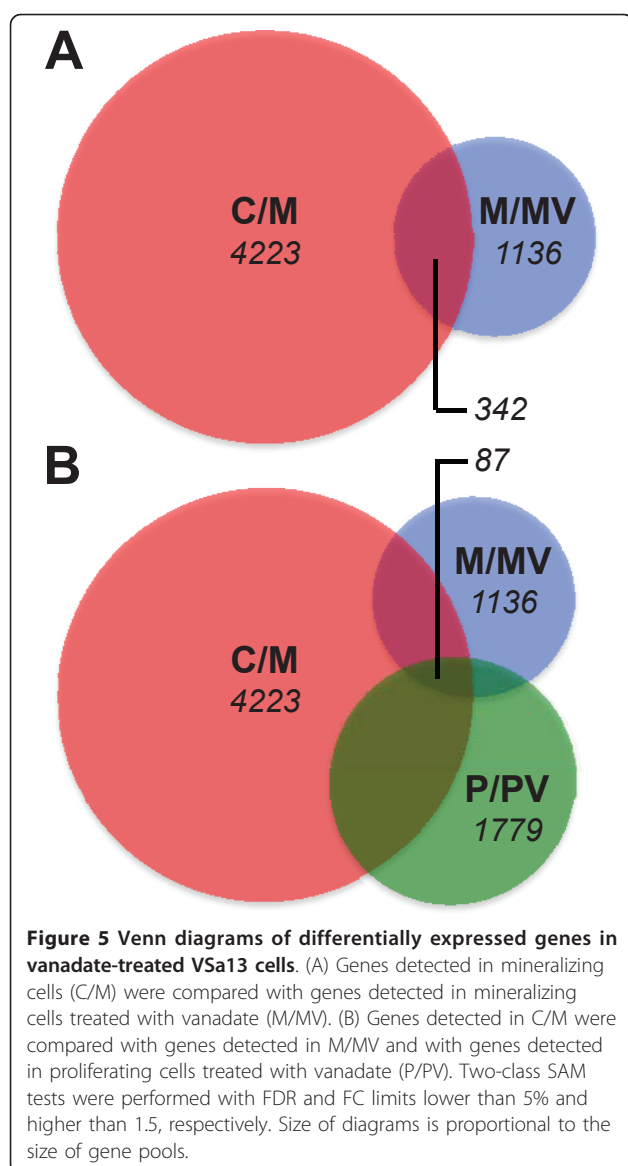 A
C/M
4223
M/MV
1136
342
87
B
M/MV
1136
C/M
4223
P/PV
1779
Figure 5 Venn diagrams of differentially expressed genes in
vanadate-treated VSa13 cells. (A) Genes detected in mineralizing
cells (C/M) were compared with genes detected in mineralizing
cells treated with vanadate (M/MV). (B) Genes detected in C/M were
compared with genes detected in M/MV and with genes detected
in proliferating cells treated with vanadate (P/PV). Two-class SAM
tests were performed with FDR and FC limits lower than 5% and
higher than 1.5, respectively. Size of diagrams is proportional to the
size of gene pools.